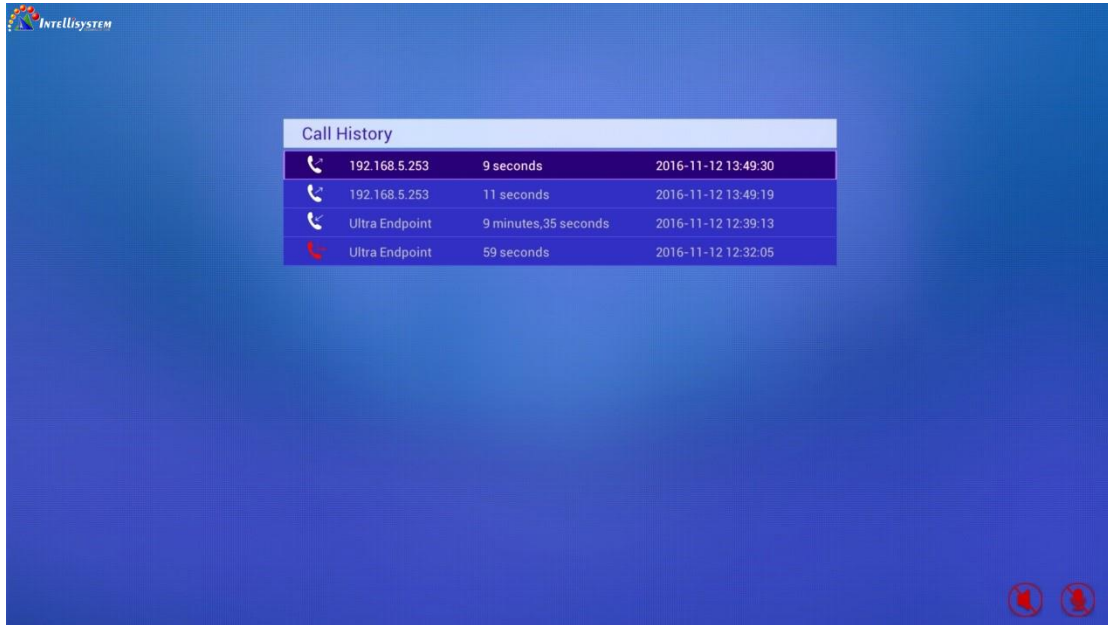 Intellisystem
Call History
192.168.5.253 9 seconds 2016-11-12 13:49:30
192.168.5.253 11 seconds 2016-11-12 13:49:19
Ultra Endpoint 9 minutes,35 seconds 2016-11-12 12:39:13
Ultra Endpoint 59 seconds 2016-11-12 12:32:05